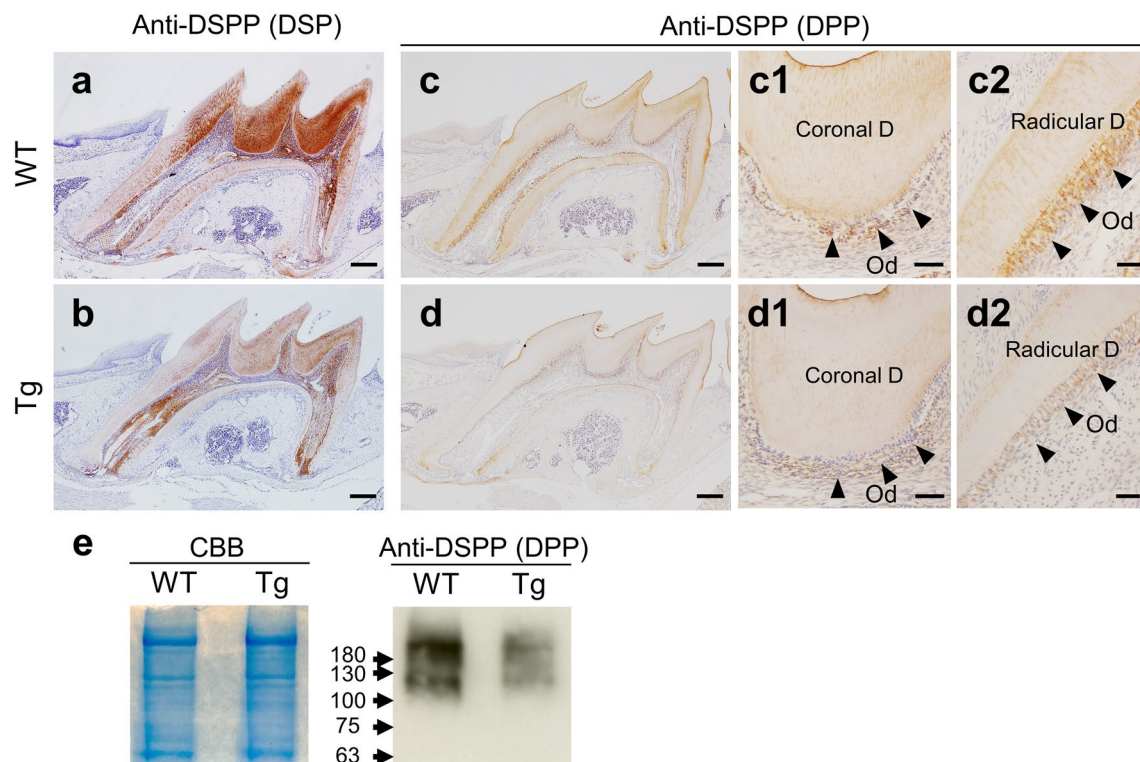 Anti-DSPP (DSP)
Anti-DSPP (DPP)
WT
a
c
c1
Coronal D
Od
c2
Radicular D
Od
Tg
b
d
d1
Coronal D
Od
d2
Radicular D
Od
e
CBB
WT Tg
Anti-DSPP (DPP)
WT Tg
180
130
100
75
63